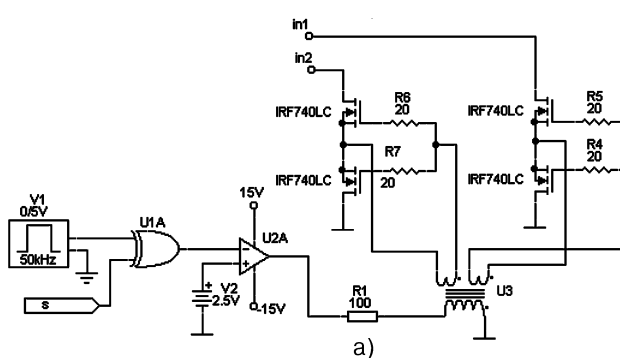 in1
in2
R6
20
IRF740LC
R5
20
IRF740LC
R7
20
IRF740LC
R4
20
IRF740LC
V1
0/5V
50kHz
U1A
15V
U2A
V2
2.5V
-15V
R1
100
U3
s
а)